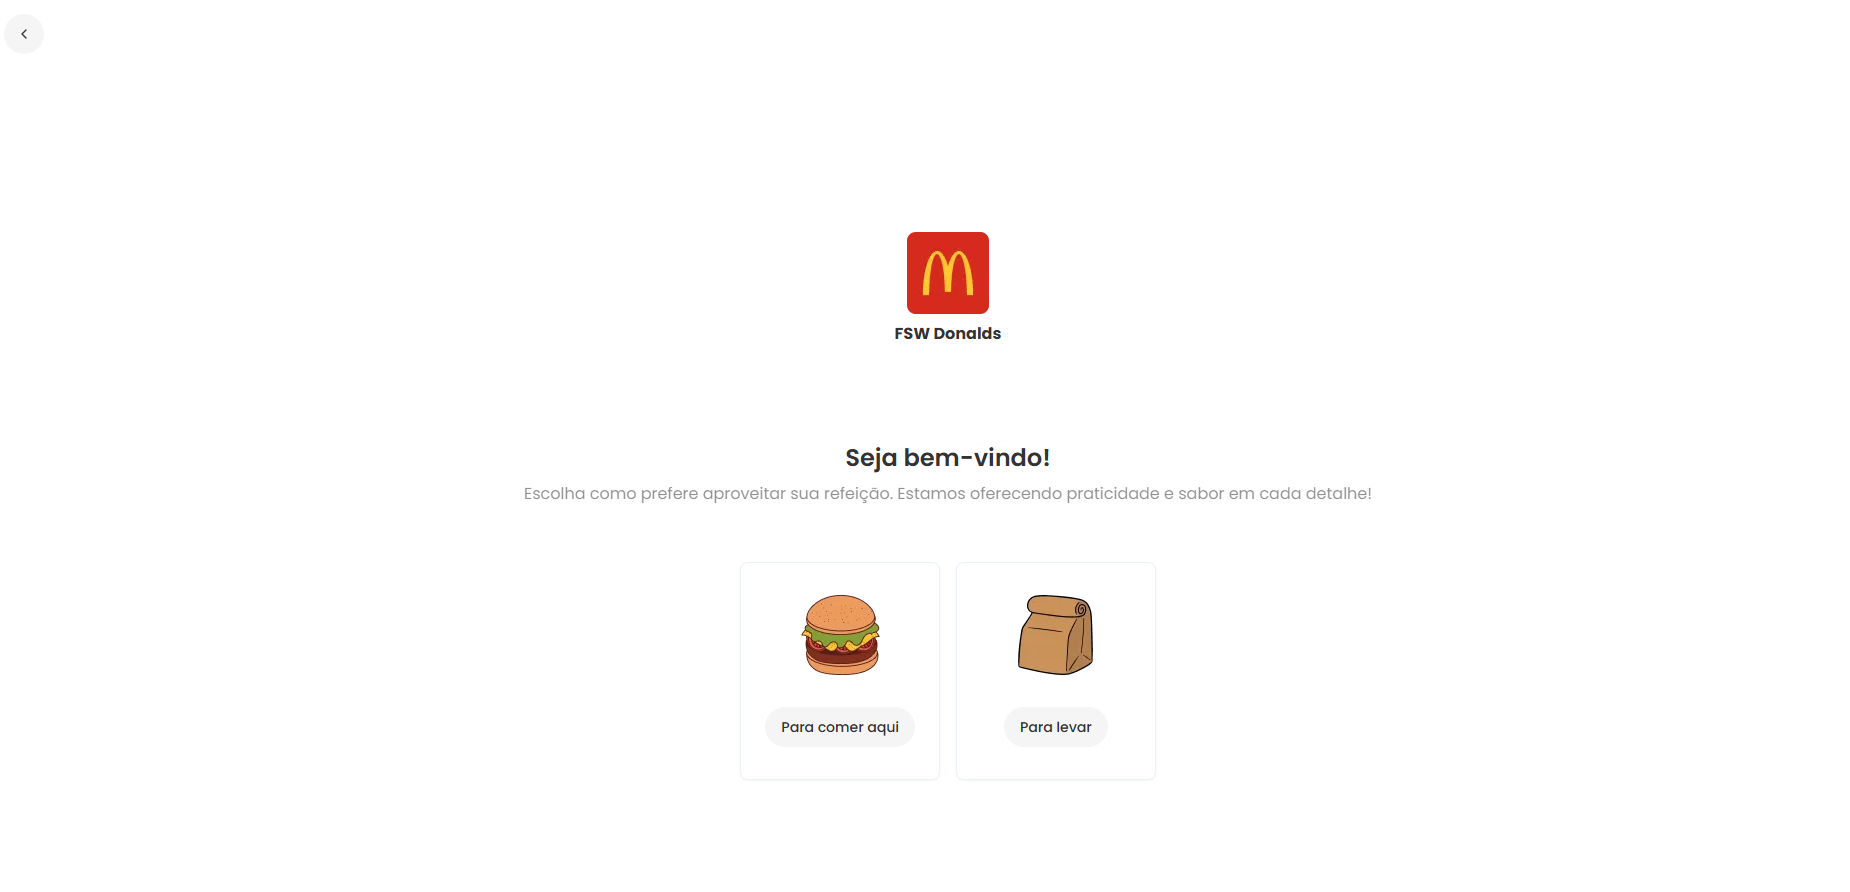 FSW Donalds
Seja bem-vindo!
Escolha como prefere aproveitar sua refeição. Estamos oferecendo praticidade e sabor em cada detalhe!
Para comer aqui
Para levar